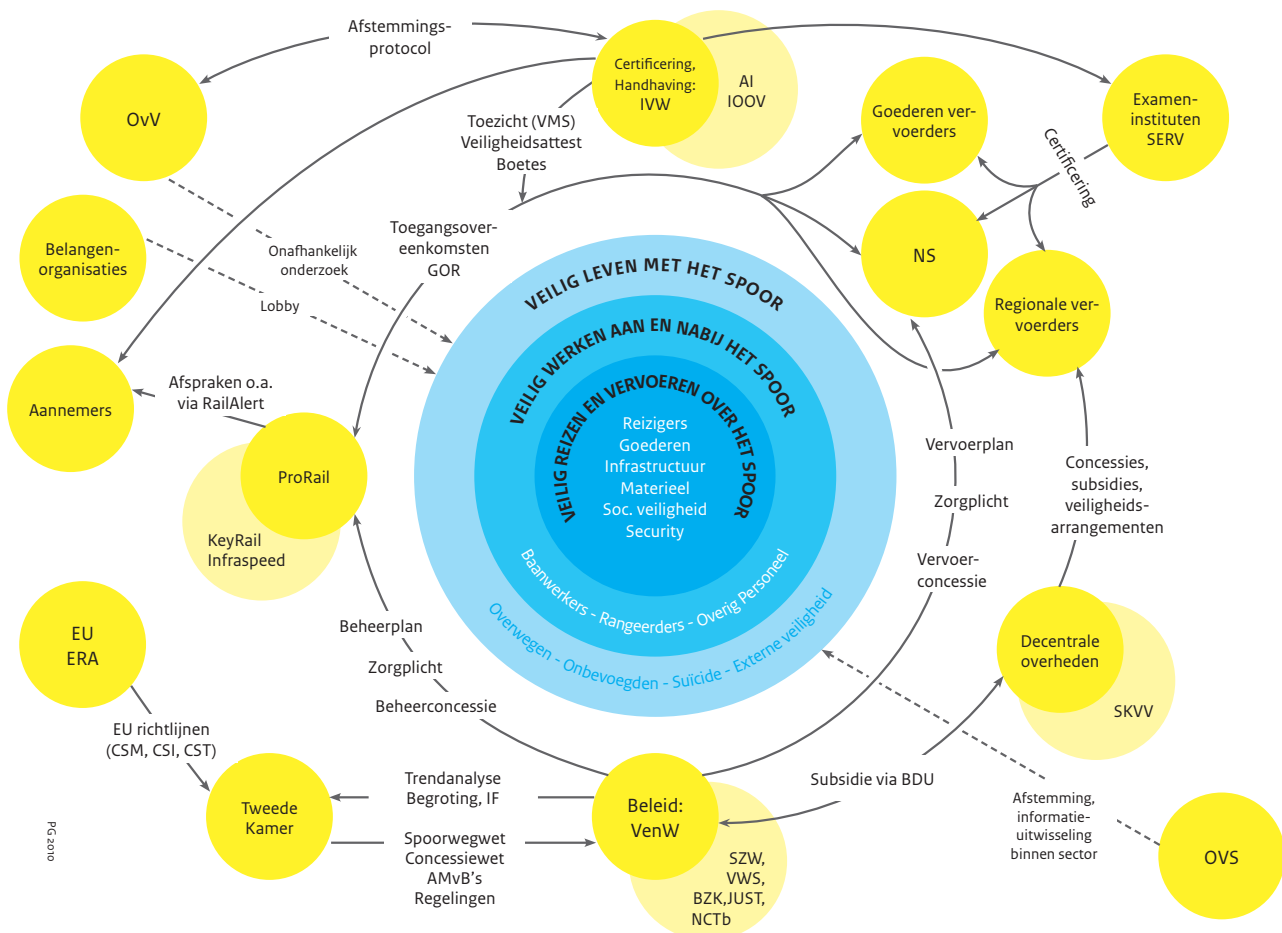 Afstemmings-
protocol
OvV
Certificering,
Handhaving:
IVW
AI
IOOV
Goederen ver-
voerders
Examen-
instituten
SERV
Toezicht (VMS)
Veiligheidsattest
Boetes
Certificering
Belangen-
organisaties
Onafhankelijk
onderzoek
Lobby
Toegangsover-
eenkomsten
GOR
NS
Regionale ver-
voerders
VEILIG LEVEN MET HET SPOOR
VEILIG WERKEN AAN EN NABIJ HET SPOOR
VEILIG REIZEN EN VERVOEREN OVER HET SPOOR
Reizigers
Goederen
Infrastructuur
Materieel
Soc. veiligheid
Security
Baanwerkers - Rangeerders - Overig Personeel
Overwegen - Onbevoegden - Suïcide - Externe veiligheid
Aannemers
Afspraken o.a.
via RailAlert
ProRail
KeyRail
Infraspeed
Vervoerplan
Zorgplicht
Vervoer-
concessie
Concessies,
subsidies,
veiligheids-
arrangementen
EU
ERA
Beheerplan
Zorgplicht
Beheerconcessie
Decentrale
overheden
SKVV
EU richtlijnen
(CSM, CSI, CST)
Tweede
Kamer
Trendanalyse
Begroting, IF
Spoorwegwet
Concessiewet
AMvB's
Regelingen
Beleid:
VenW
SZW,
VWS,
BZK,JUST,
NCTb
Subsidie via BDU
Afstemming,
informatie-
uitwisseling
binnen sector
OVS
PG 2010